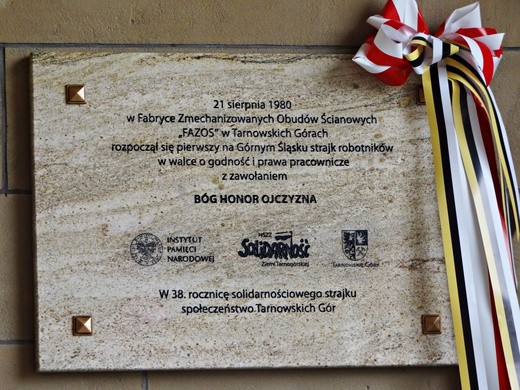 21 sierpnia 1980
w Fabryce Zmechanizowanych Obudów Ścianowych
„FAZOS” w Tarnowskich Górach
rozpoczął się pierwszy na Górnym Śląsku strajk robotników
w walce o godność i prawa pracownicze
z zawołaniem
BÓG HONOR OJCZYZNA
INSTYTUT
PAMIĘCI
NARODOWEJ
NSZZ
SOLIDARNOŚĆ
Ziemi Tarnogórskiej
TARNOWSKIE GÓRY
W 38. rocznicę solidarnościowego strajku
społeczeństwo Tarnowskich Gór